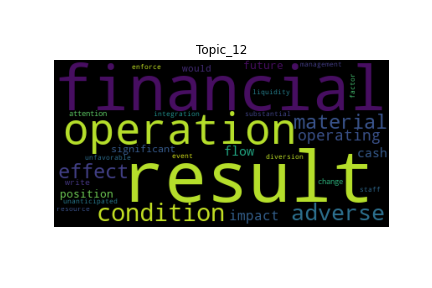 Topic_12
enforce would future management
financial
liquidity factor
attention integration substantial
operation material
operating
significant flow cash
unfavorable event diversion
effect result
write change staff
position
unanticipated
resource condition impact adverse